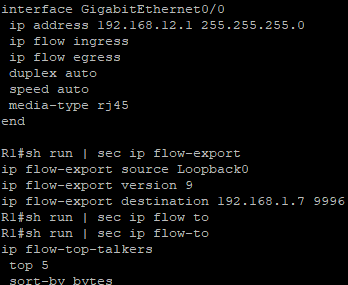 interface GigabitEthernet0/0
 ip address 192.168.12.1 255.255.255.0
 ip flow ingress
 ip flow egress
 duplex auto
 speed auto
 media-type rj45
end

R1#sh run | sec ip flow-export
ip flow-export source Loopback0
ip flow-export version 9
ip flow-export destination 192.168.1.7 9996
R1#sh run | sec ip flow to
R1#sh run | sec ip flow-to
ip flow-top-talkers
 top 5
 sort-by bytes